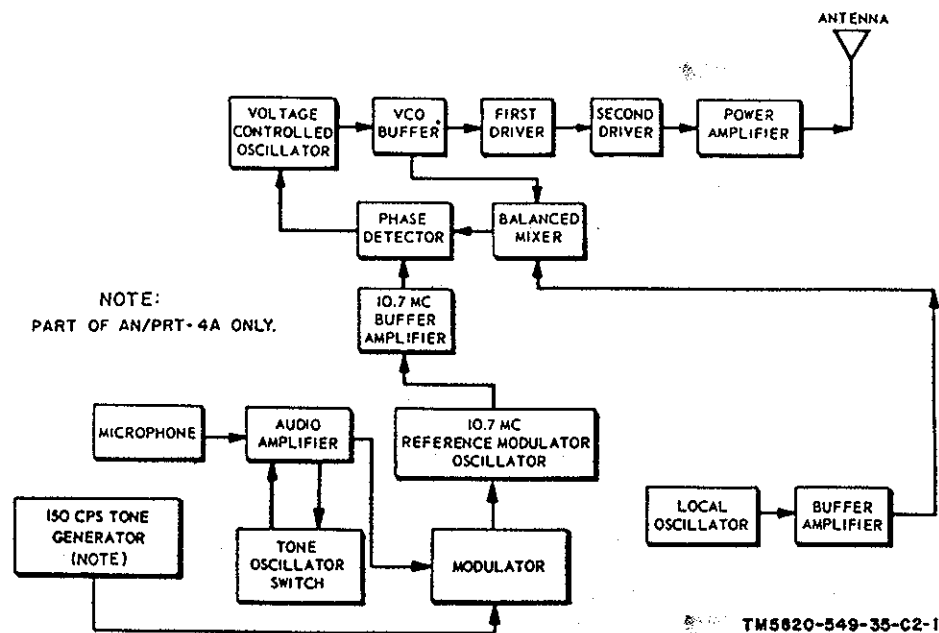 ANTENNA
VOLTAGE
CONTROLLED
OSCILLATOR
VCO
BUFFER
FIRST
DRIVER
SECOND
DRIVER
POWER
AMPLIFIER
PHASE
DETECTOR
BALANCED
MIXER
NOTE:
PART OF AN/PRT-4A ONLY.
10.7 MC
BUFFER
AMPLIFIER
MICROPHONE
AUDIO
AMPLIFIER
10.7 MC
REFERENCE MODULATOR
OSCILLATOR
150 CPS TONE
GENERATOR
(NOTE)
TONE
OSCILLATOR
SWITCH
MODULATOR
LOCAL
OSCILLATOR
BUFFER
AMPLIFIER
TM5820-549-35-C2-1